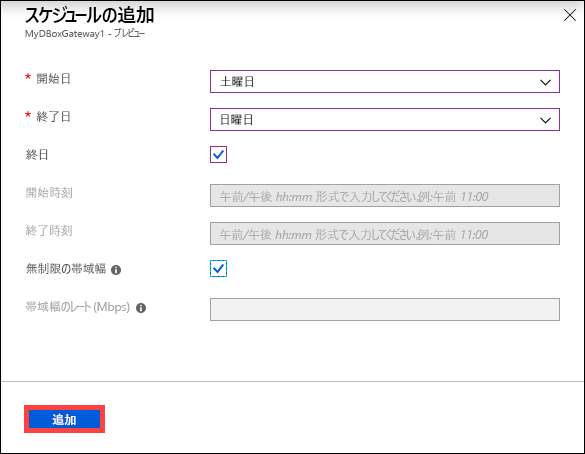 スケジュールの追加
MyDBoxGateway1 - プレビュー
* 開始日
土曜日
* 終了日
日曜日
終日
開始時刻
午前/午後 hh:mm 形式で入力してください。例:午前 11:00
終了時刻
午前/午後 hh:mm 形式で入力してください。例:午前 11:00
無制限の帯域幅
帯域幅のレート (Mbps)
追加